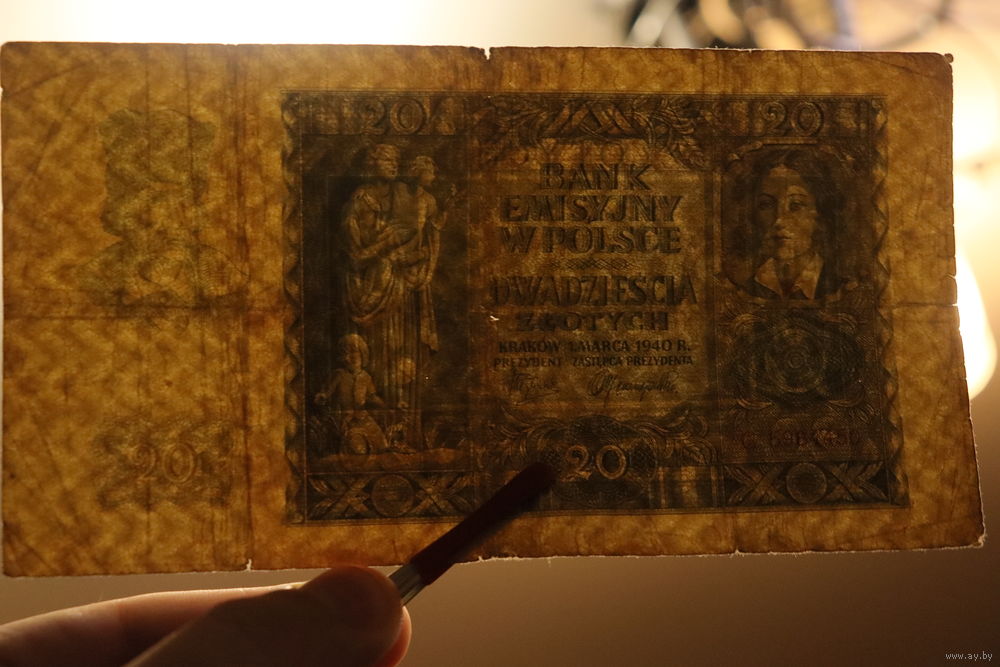 20 20
BANK
EMISYJNY
W POLSCE
DWADZIEŚCIA
ZŁOTYCH
KRAKÓW 1. MARCA 1940 R.
PREZYDENT ZASTĘPCA PREZYDENTA
20
20
www.ay.by